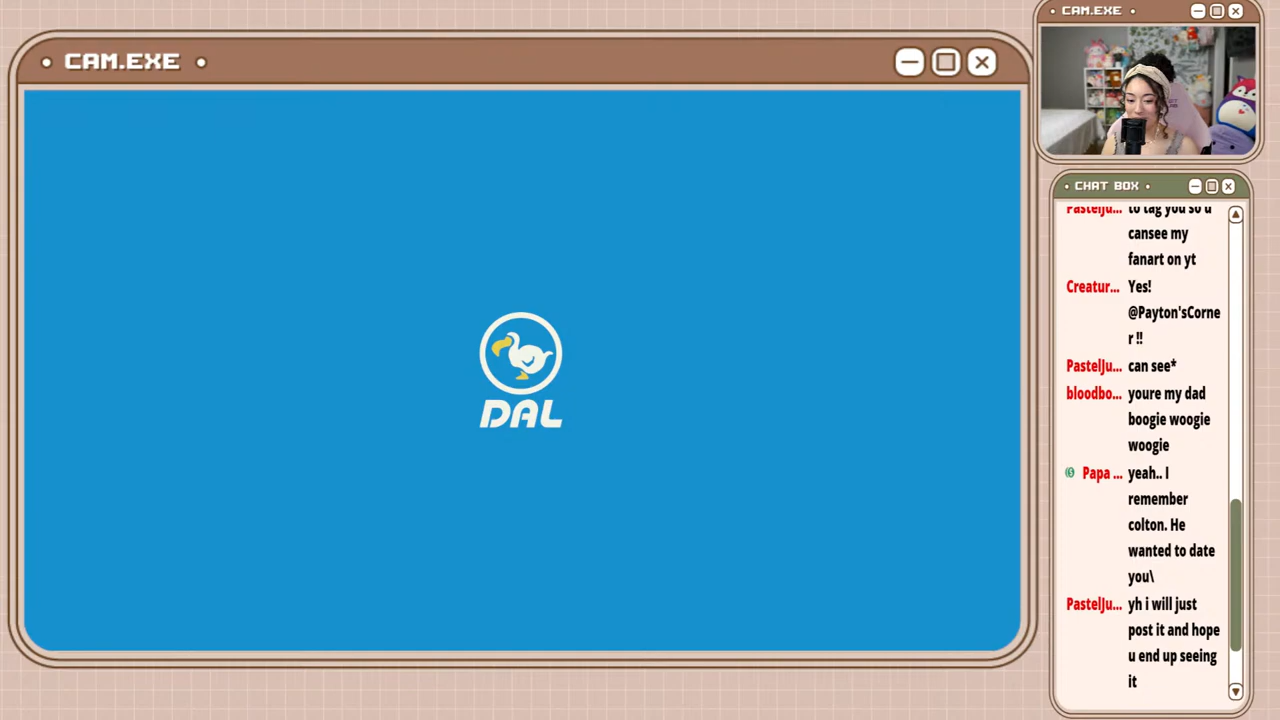 CAM.EXE
CAM.EXE
DAL
CHAT BOX
PastelJu... to tag you so u
cansee my
fanart on yt
Creatur... Yes!
@Payton'sCorne
r !!
PastelJu... can see*
bloodbo... youre my dad
boogie woogie
woogie
Papa ... yeah.. I
remember
colton. He
wanted to date
you\
PastelJu... yh i will just
post it and hope
u end up seeing
it